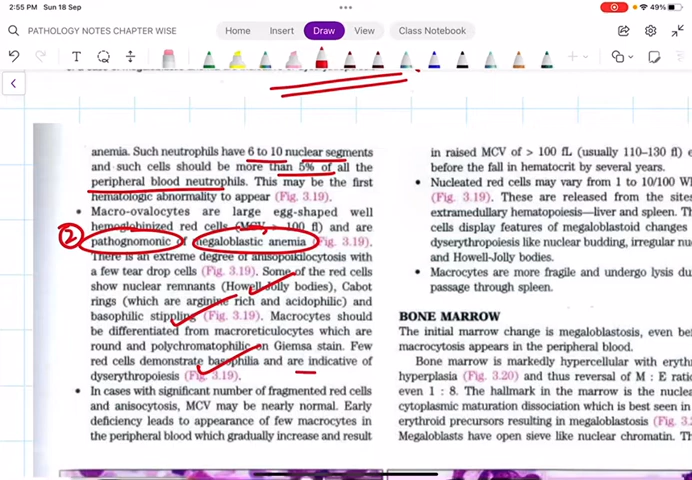 2:55 PM Sun 18 Sep
49%
PATHOLOGY NOTES CHAPTER WISE
Home Insert Draw View Class Notebook
anemia. Such neutrophils have 6 to 10 nuclear segments
and such cells should be more than 5% of all the
peripheral blood neutrophils. This may be the first
hematologic abnormality to appear (Fig. 3.19).
• Macro-ovalocytes are large egg-shaped well
hemoglobinized red cells (MCV > 100 fl) and are
2 pathognomonic of megaloblastic anemia (Fig. 3.19).
There is an extreme degree of anisopoikilocytosis with
a few tear drop cells (Fig. 3.19). Some of the red cells
show nuclear remnants (Howell-Jolly bodies), Cabot
rings (which are arginine rich and acidophilic) and
basophilic stippling (Fig. 3.19). Macrocytes should
be differentiated from macroreticulocytes which are
round and polychromatophilic on Giemsa stain. Few
red cells demonstrate basophilia and are indicative of
dyserythropoiesis (Fig. 3.19).
• In cases with significant number of fragmented red cells
and anisocytosis, MCV may be nearly normal. Early
deficiency leads to appearance of few macrocytes in
the peripheral blood which gradually increase and result
in raised MCV of > 100 fL (usually 110–130 fl)
before the fall in hematocrit by several years.
• Nucleated red cells may vary from 1 to 10/100
(Fig. 3.19). These are released from the sites
extramedullary hematopoiesis—liver and spleen.
cells display features of megaloblastoid changes
dyserythropoiesis like nuclear budding, irregular
and Howell-Jolly bodies.
• Macrocytes are more fragile and undergo lysis
passage through spleen.
BONE MARROW
The initial marrow change is megaloblastosis, even
macrocytosis appears in the peripheral blood.
Bone marrow is markedly hypercellular with
hyperplasia (Fig. 3.20) and thus reversal of M : E
even 1 : 8. The hallmark in the marrow is the
cytoplasmic maturation dissociation which is best seen in
erythroid precursors resulting in megaloblastosis
Megaloblasts have open sieve like nuclear chromatin.